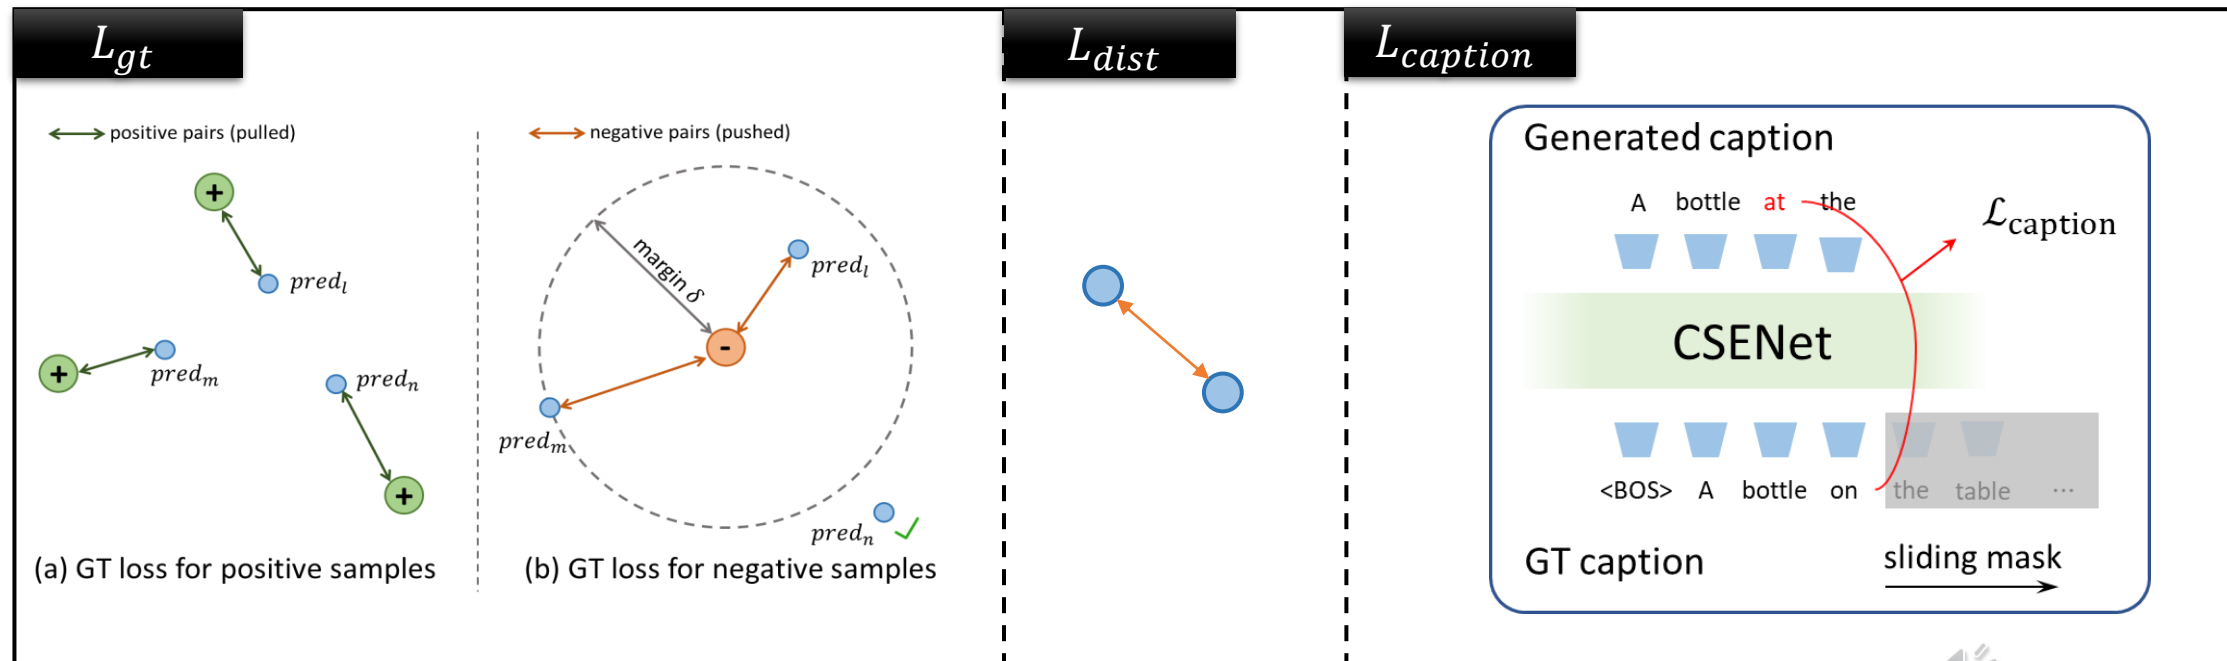 L_gt
positive pairs (pulled)
+
pred_l
+
pred_m
pred_n
+
(a) GT loss for positive samples
negative pairs (pushed)
margin δ
pred_l
-
pred_m
pred_n
(b) GT loss for negative samples
L_dist
L_caption
Generated caption
A bottle at the
ℒ_caption
CSENet
<BOS> A bottle on the table ...
GT caption
sliding mask